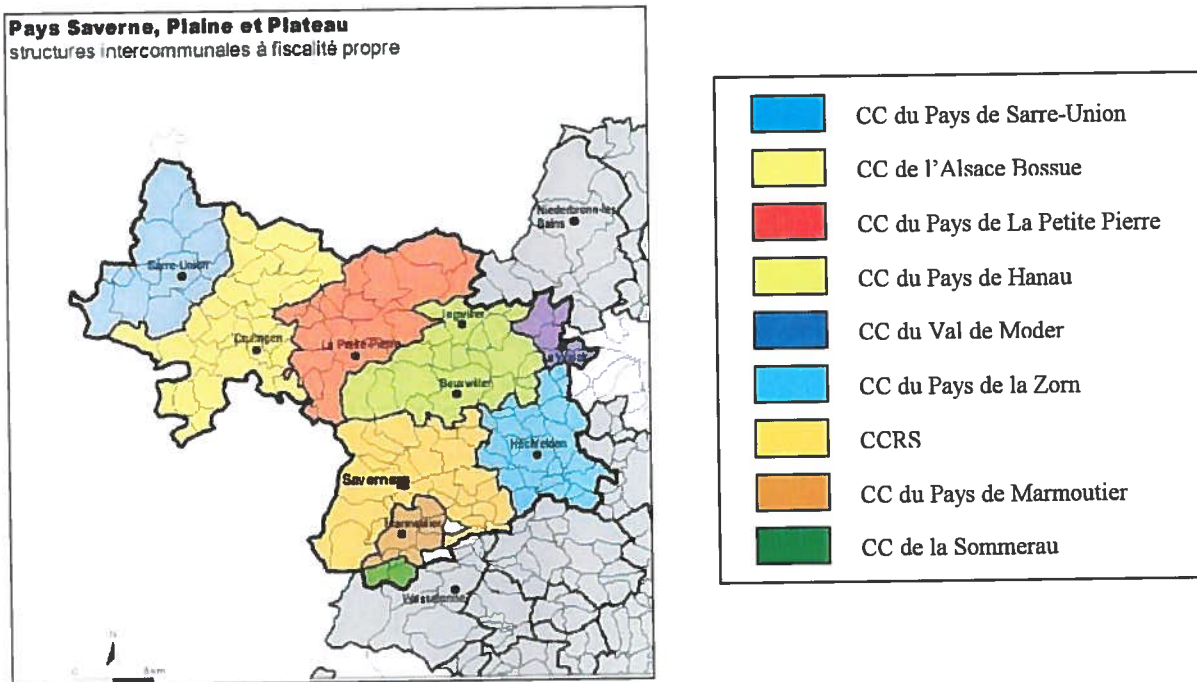 Pays Saverne, Plaine et Plateau
structures intercommunales à fiscalité propre
Niederbronn-les
Bains
Sarre-Union
La Petite-Pierre
Bouxwiller
Hochfelden
Saverne
Marmoutier
N
CC du Pays de Sarre-Union
CC de l'Alsace Bossue
CC du Pays de La Petite Pierre
CC du Pays de Hanau
CC du Val de Moder
CC du Pays de la Zorn
CCRS
CC du Pays de Marmoutier
CC de la Sommerau